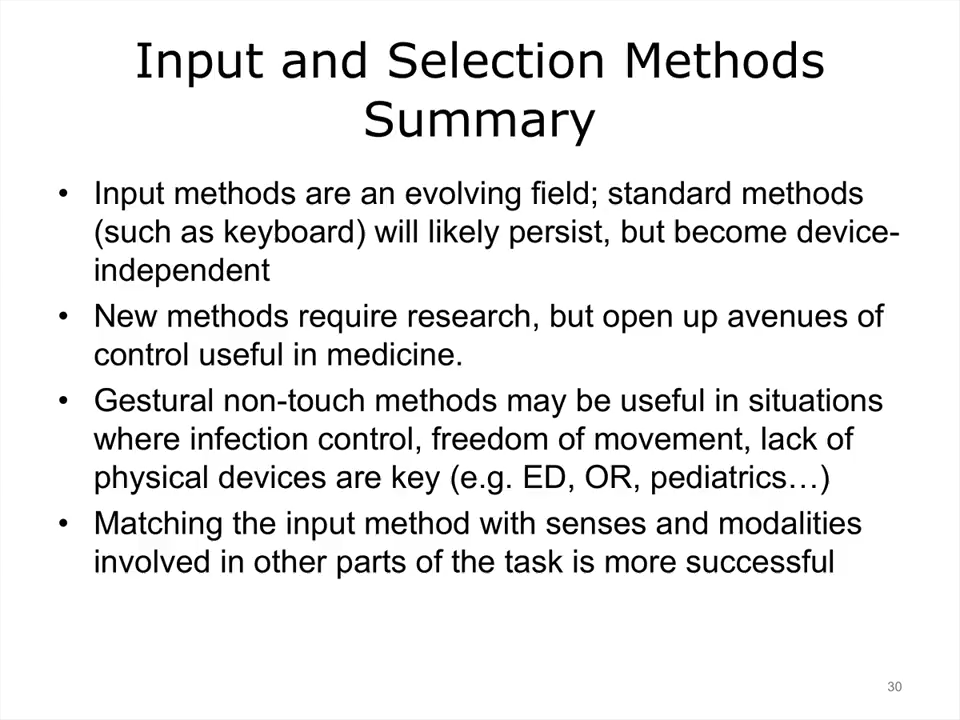 Input and Selection Methods
Summary
• Input methods are an evolving field; standard methods
(such as keyboard) will likely persist, but become device-
independent
• New methods require research, but open up avenues of
control useful in medicine.
• Gestural non-touch methods may be useful in situations
where infection control, freedom of movement, lack of
physical devices are key (e.g. ED, OR, pediatrics…)
• Matching the input method with senses and modalities
involved in other parts of the task is more successful
30